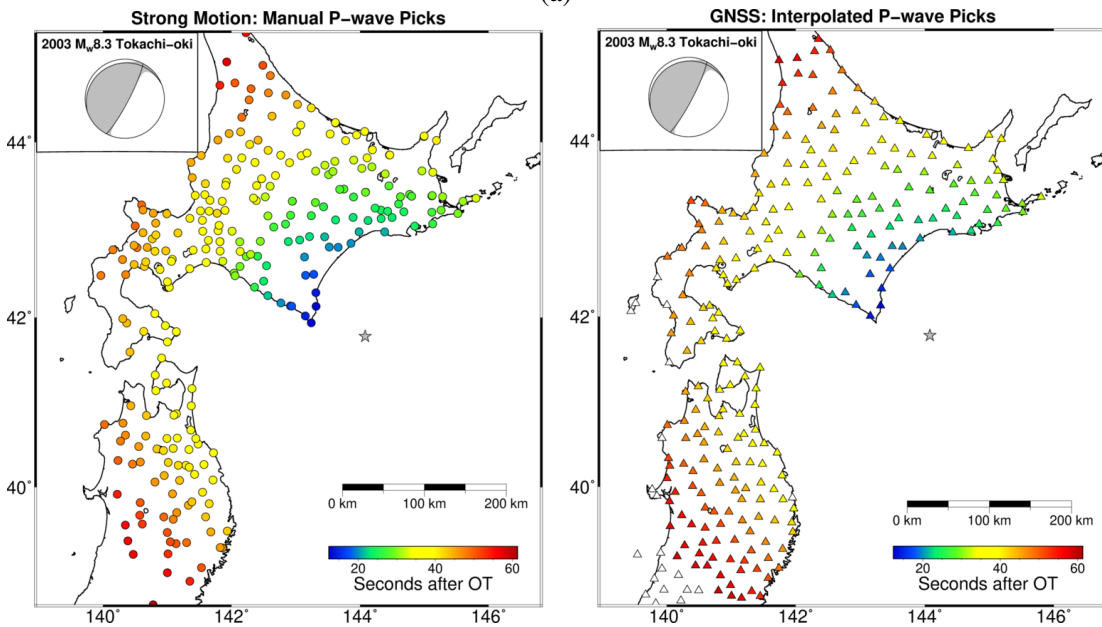 (a)
Strong Motion: Manual P-wave Picks
2003 Mw8.3 Tokachi-oki
44°
42°
40°
0 km 100 km 200 km
20 40 60
Seconds after OT
140° 142° 144° 146°
GNSS: Interpolated P-wave Picks
2003 Mw8.3 Tokachi-oki
44°
42°
40°
0 km 100 km 200 km
20 40 60
Seconds after OT
140° 142° 144° 146°